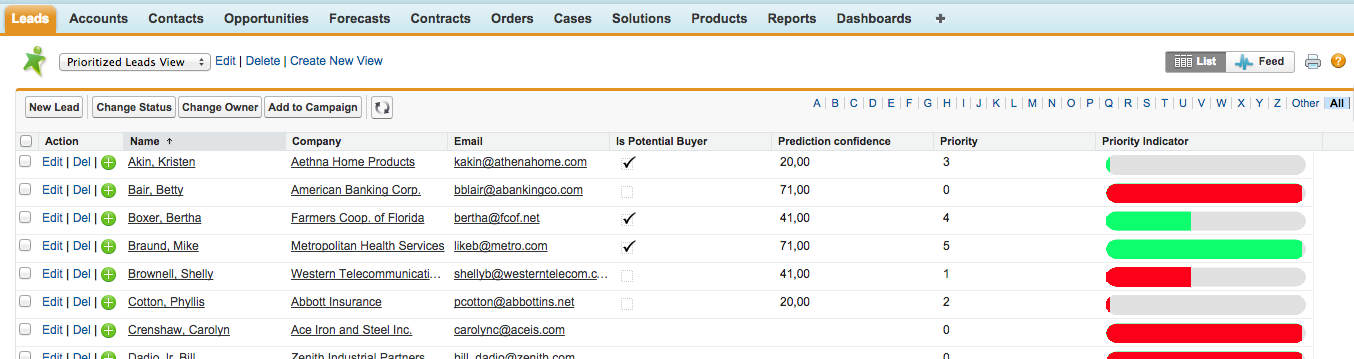 Leads Accounts Contacts Opportunities Forecasts Contracts Orders Cases Solutions Products Reports Dashboards +
Prioritized Leads View Edit | Delete | Create New View List Feed ?
New Lead Change Status Change Owner Add to Campaign A | B | C | D | E | F | G | H | I | J | K | L | M | N | O | P | Q | R | S | T | U | V | W | X | Y | Z | Other | All
Action Name ↑ Company Email Is Potential Buyer Prediction confidence Priority Priority Indicator
Edit | Del | Akin, Kristen Aethna Home Products kakin@athenahome.com ✓ 20,00 3
Edit | Del | Bair, Betty American Banking Corp. bblair@abankingco.com 71,00 0
Edit | Del | Boxer, Bertha Farmers Coop. of Florida bertha@fcof.net ✓ 41,00 4
Edit | Del | Braund, Mike Metropolitan Health Services likeb@metro.com ✓ 71,00 5
Edit | Del | Brownell, Shelly Western Telecommunicati... shellyb@westerntelecom.c... 41,00 1
Edit | Del | Cotton, Phyllis Abbott Insurance pcotton@abbottins.net 20,00 2
Edit | Del | Crenshaw, Carolyn Ace Iron and Steel Inc. carolync@aceis.com 0
Edit | Del | Dadio, Jr, Bill Zenith Industrial Partners bill_dadio@zenith.com 0